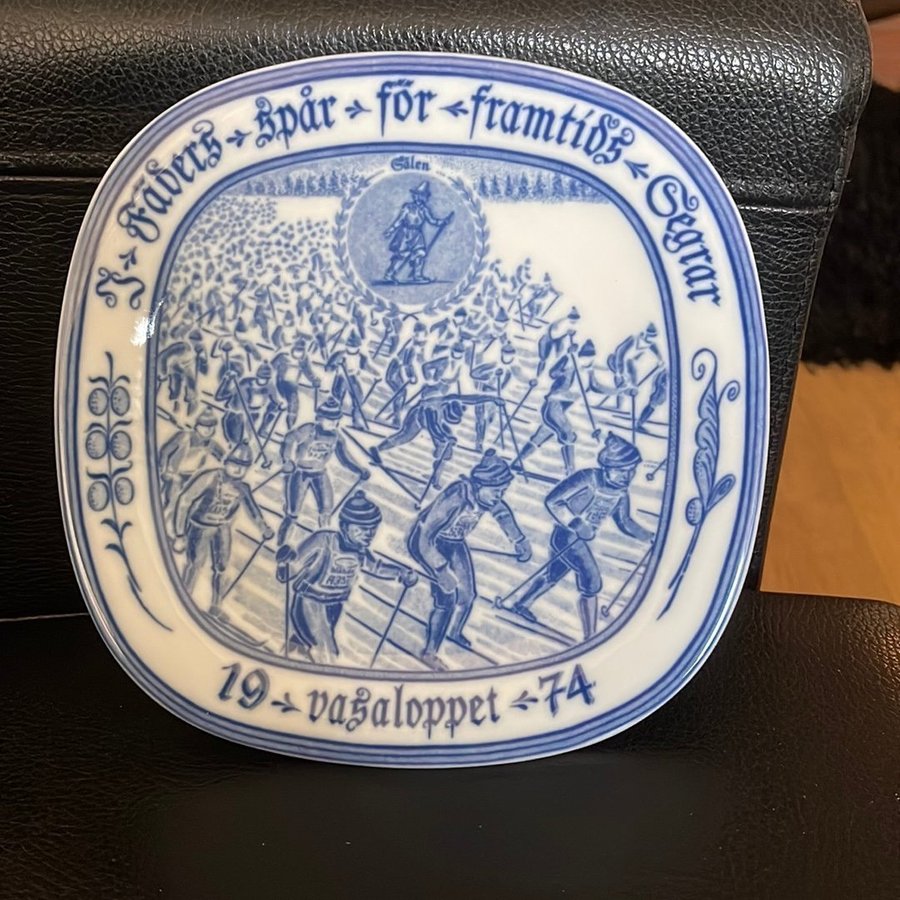 I Fäders spår för framtids Segrar
Sälen
19 vasaloppet 74